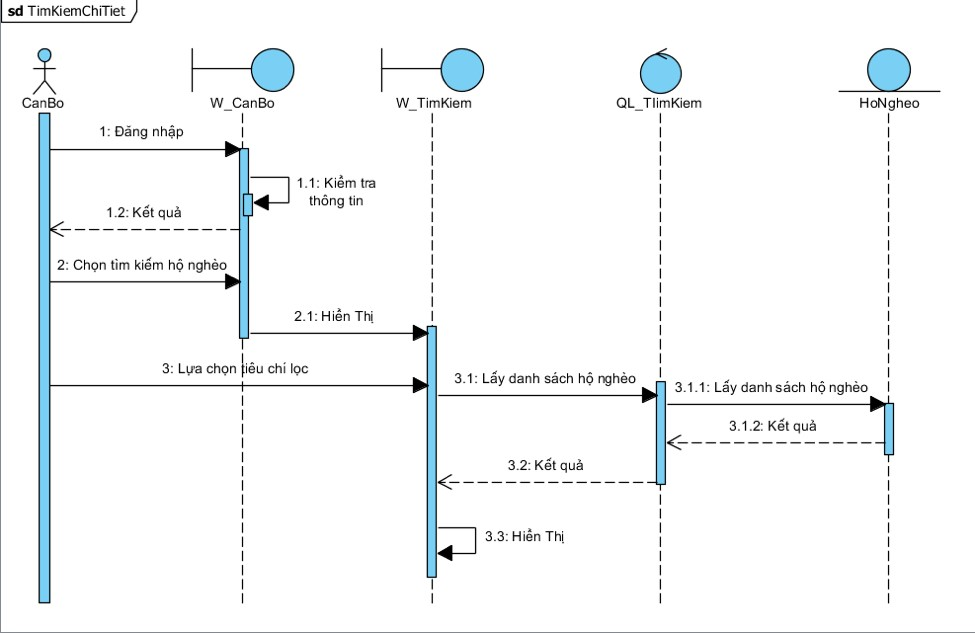 sd TimKiemChiTiet
CanBo
W_CanBo
W_TimKiem
QL_TIimKiem
HoNgheo
1: Đăng nhập
1.1: Kiểm tra
thông tin
1.2: Kết quả
2: Chọn tìm kiếm hộ nghèo
2.1: Hiển Thị
3: Lựa chọn tiêu chí lọc
3.1: Lấy danh sách hộ nghèo
3.1.1: Lấy danh sách hộ nghèo
3.1.2: Kết quả
3.2: Kết quả
3.3: Hiển Thị